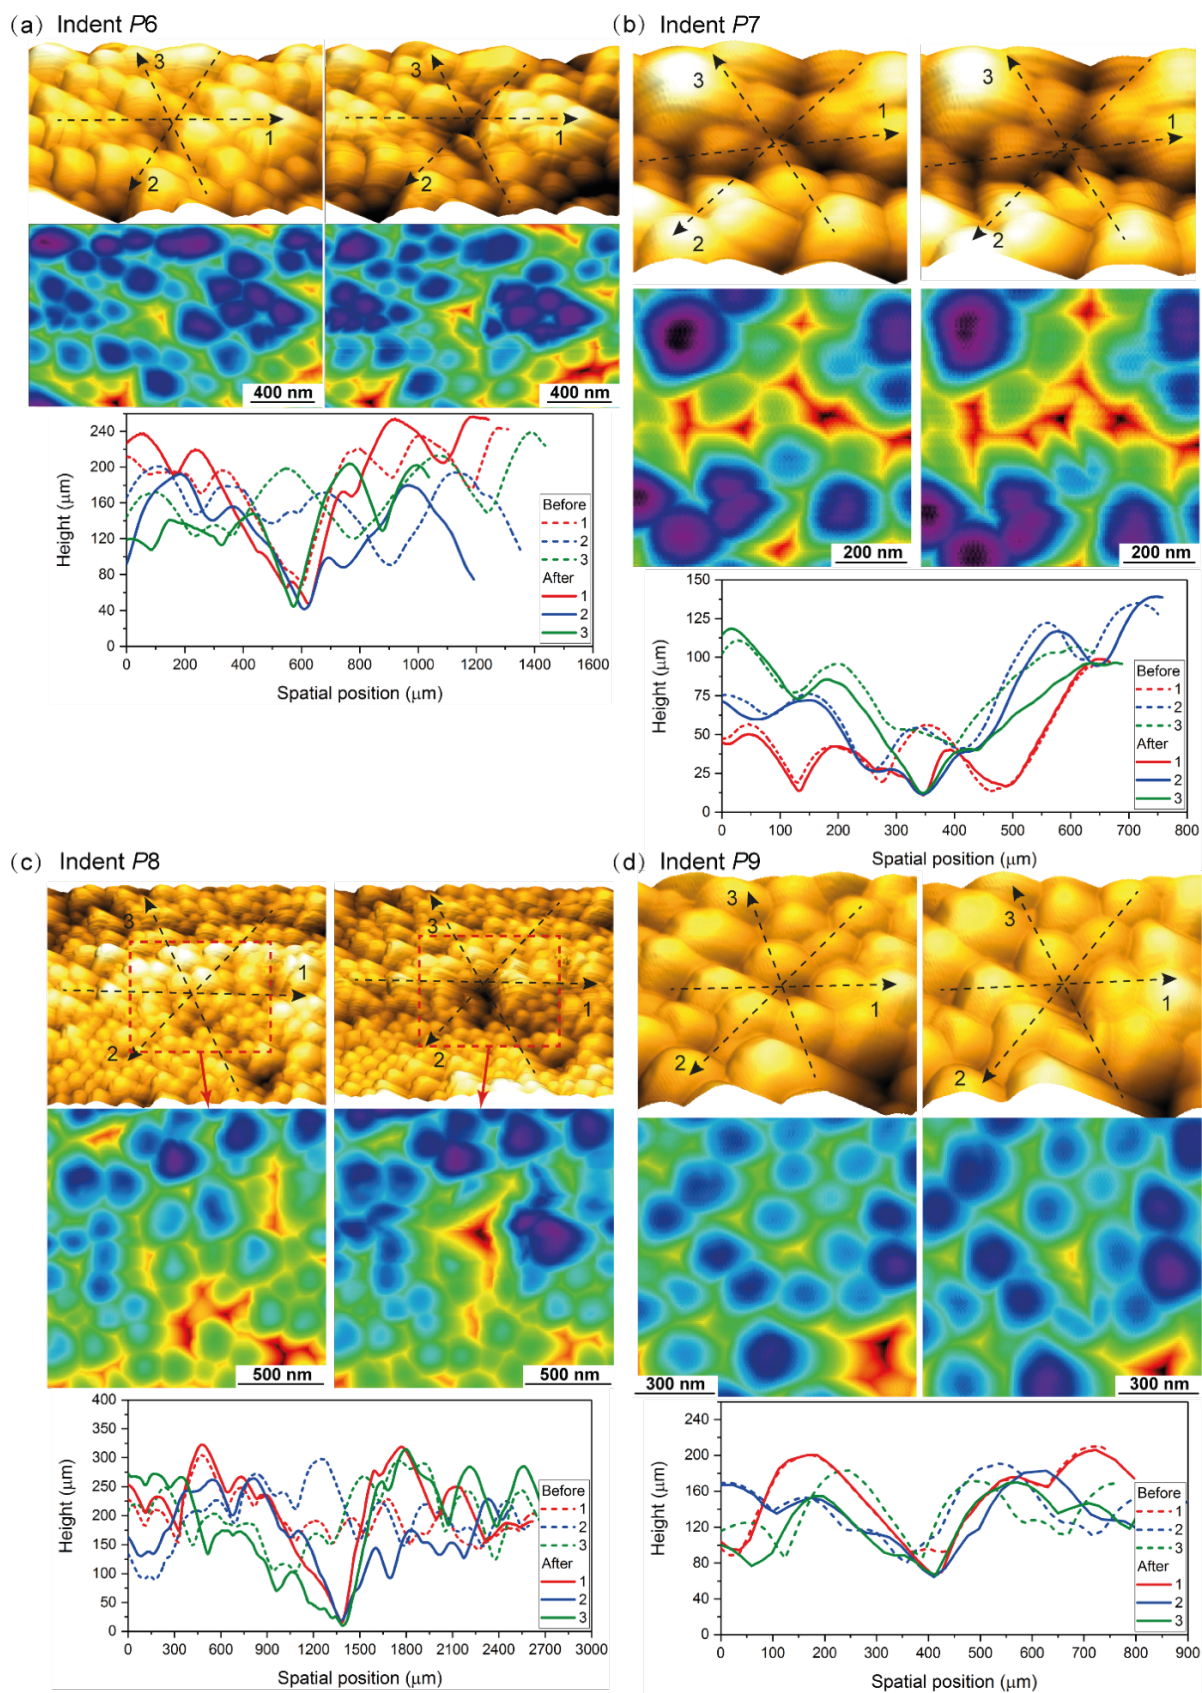 (a) Indent P6
3
1
2
3
1
2
400 nm
400 nm
240
200
160
120
80
40
0
Height (μm)
Before
1
2
3
After
1
2
3
0 200 400 600 800 1000 1200 1400 1600
Spatial position (μm)
(b) Indent P7
3
1
2
3
1
2
200 nm
200 nm
150
125
100
75
50
25
0
Height (μm)
Before
1
2
3
After
1
2
3
0 100 200 300 400 500 600 700 800
Spatial position (μm)
(c) Indent P8
3
1
2
3
1
2
500 nm
500 nm
400
350
300
250
200
150
100
50
0
Height (μm)
Before
1
2
3
After
1
2
3
0 300 600 900 1200 1500 1800 2100 2400 2700 3000
Spatial position (μm)
(d) Indent P9
3
1
2
3
1
2
300 nm
300 nm
240
200
160
120
80
40
0
Height (μm)
Before
1
2
3
After
1
2
3
0 100 200 300 400 500 600 700 800 900
Spatial position (μm)